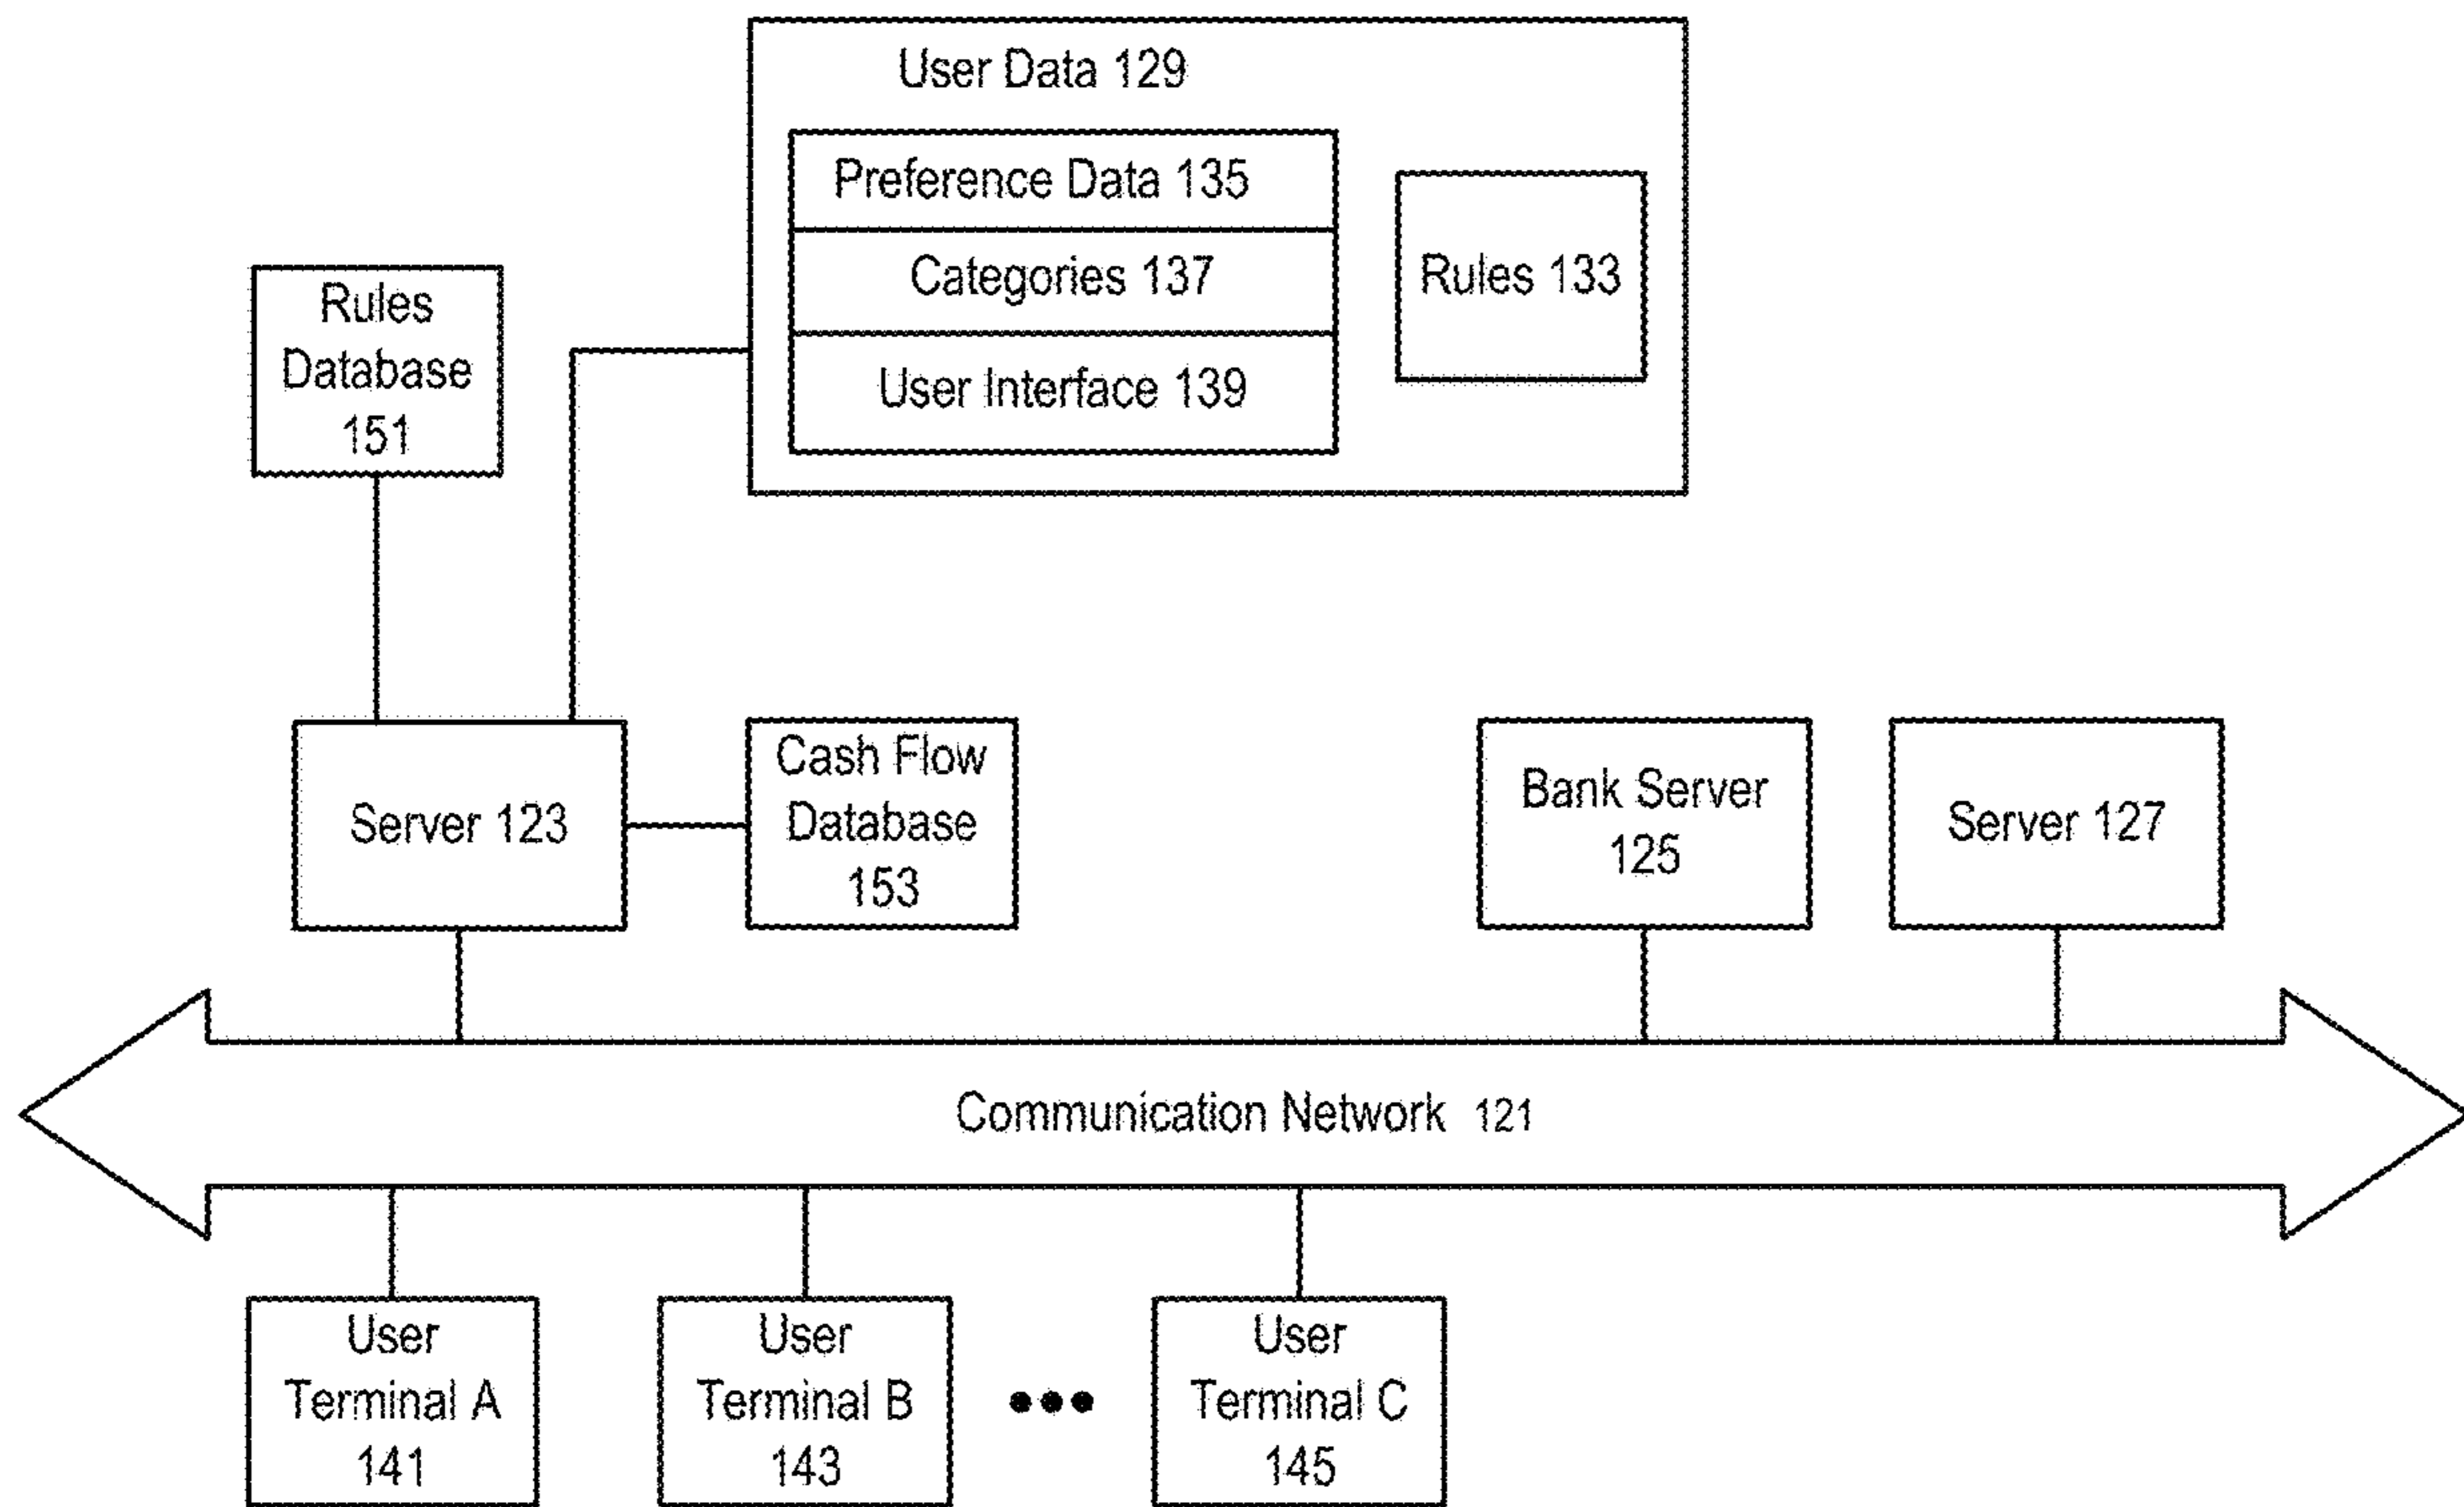 User Data 129
Preference Data 135
Categories 137
User Interface 139
Rules 133
Rules
Database
151
Server 123
Cash Flow
Database
153
Bank Server
125
Server 127
Communication Network 121
User
Terminal A
141
User
Terminal B
143
User
Terminal C
145